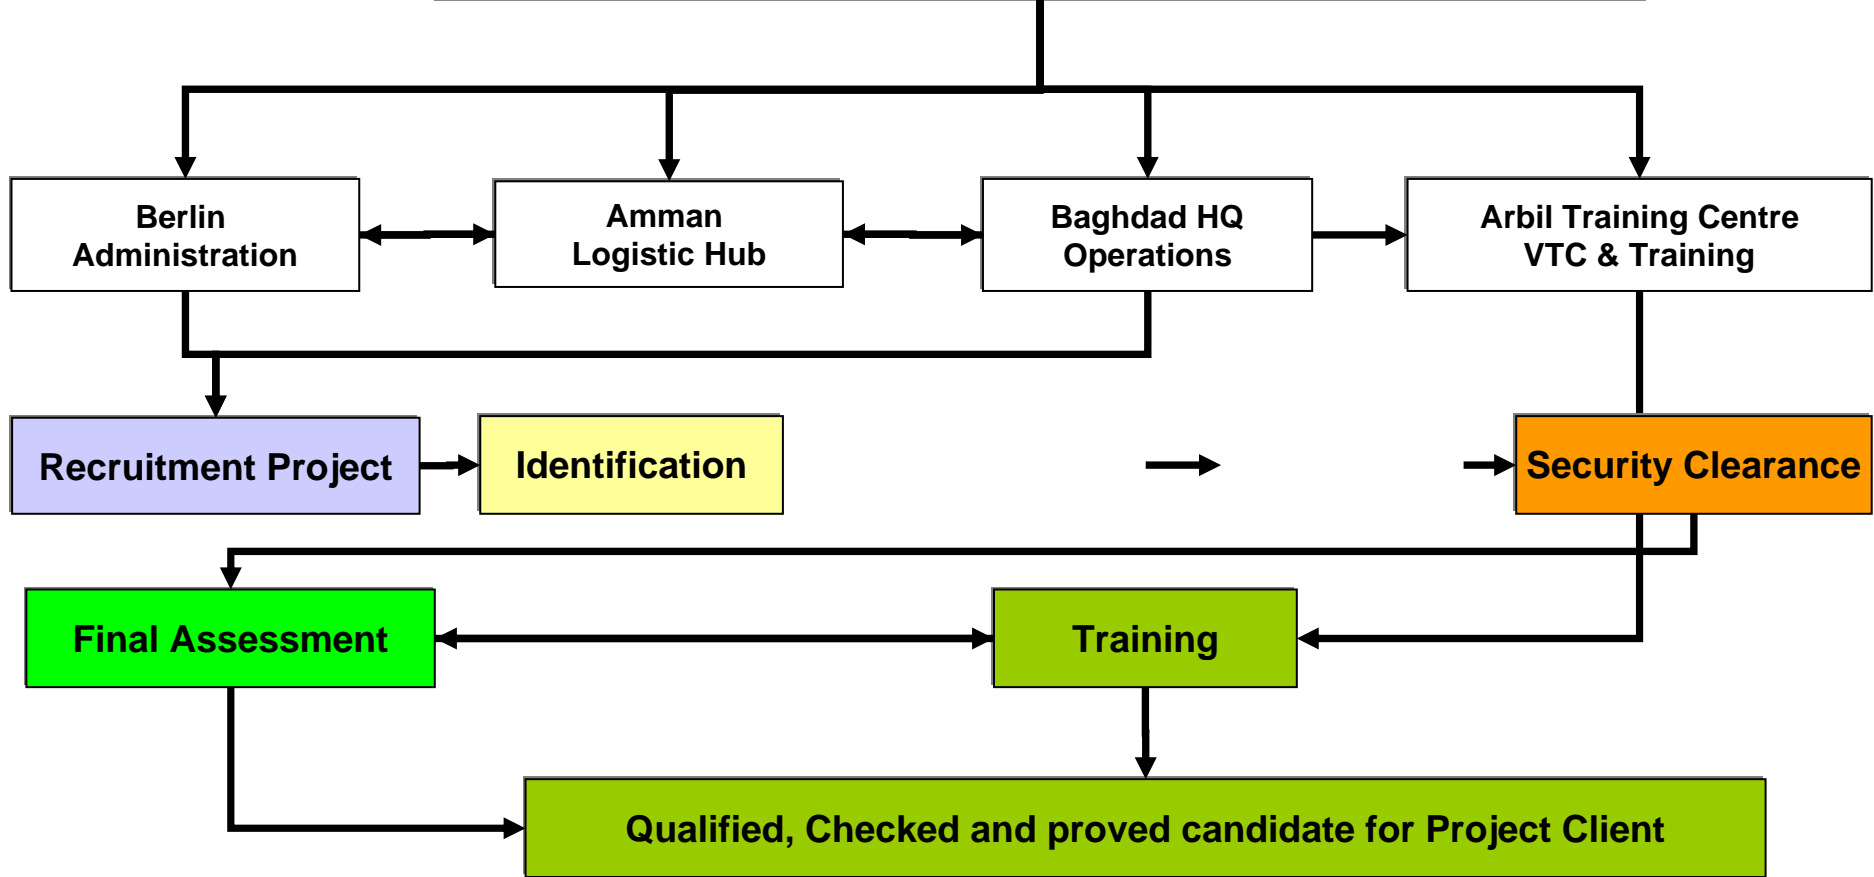 Berlin
Administration
Amman
Logistic Hub
Baghdad HQ
Operations
Arbil Training Centre
VTC & Training
Recruitment Project
Identification
Security Clearance
Final Assessment
Training
Qualified, Checked and proved candidate for Project Client